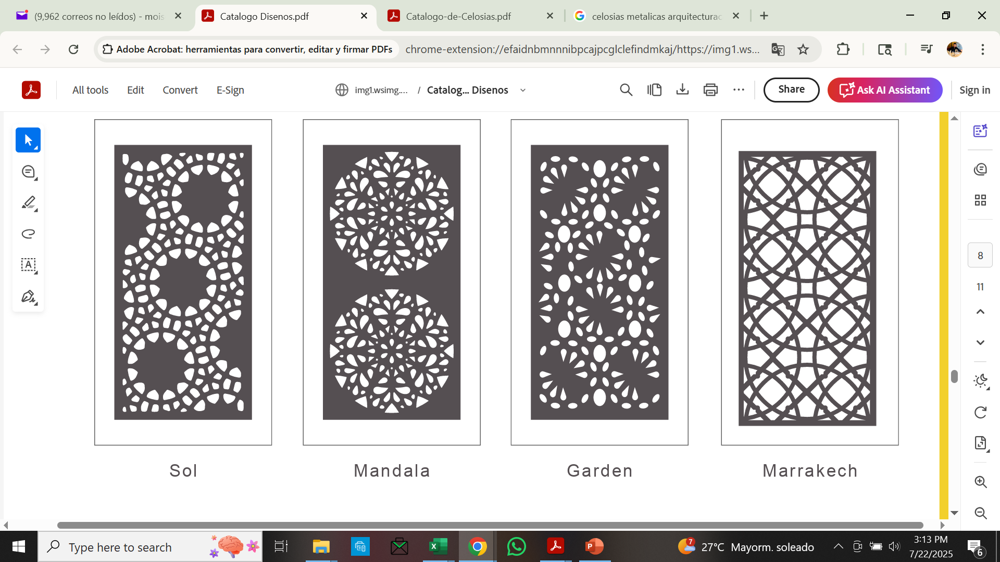 (9,962 correos no leídos) - mois
Catalogo Disenos.pdf
Catalogo-de-Celosias.pdf
celosias metalicas arquitecturac
Adobe Acrobat: herramientas para convertir, editar y firmar PDFs
chrome-extension://efaidnbmnnnibpcajpcglclefindmkaj/https://img1.ws...
All tools
Edit
Convert
E-Sign
img1.wsimg.... / Catalog... Disenos
Share
Ask AI Assistant
Sign in
8
11
Sol
Mandala
Garden
Marrakech
Type here to search
7
27°C Mayorm. soleado
3:13 PM
7/22/2025
6